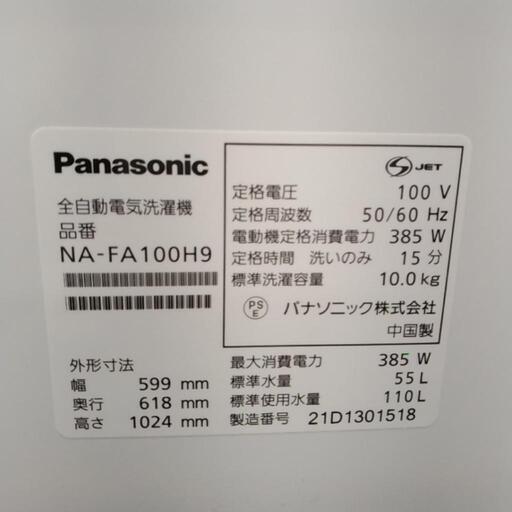 Panasonic
全自動電気洗濯機
品番
NA-FA100H9
外形寸法
幅 599 mm
奥行 618 mm
高さ 1024 mm
JET
定格電圧 100 V
定格周波数 50/60 Hz
電動機定格消費電力 385 W
定格時間 洗いのみ 15 分
標準洗濯容量 10.0 kg
PS E パナソニック株式会社
中国製
最大消費電力 385 W
標準水量 55 L
標準使用水量 110 L
製造番号 21D1301518